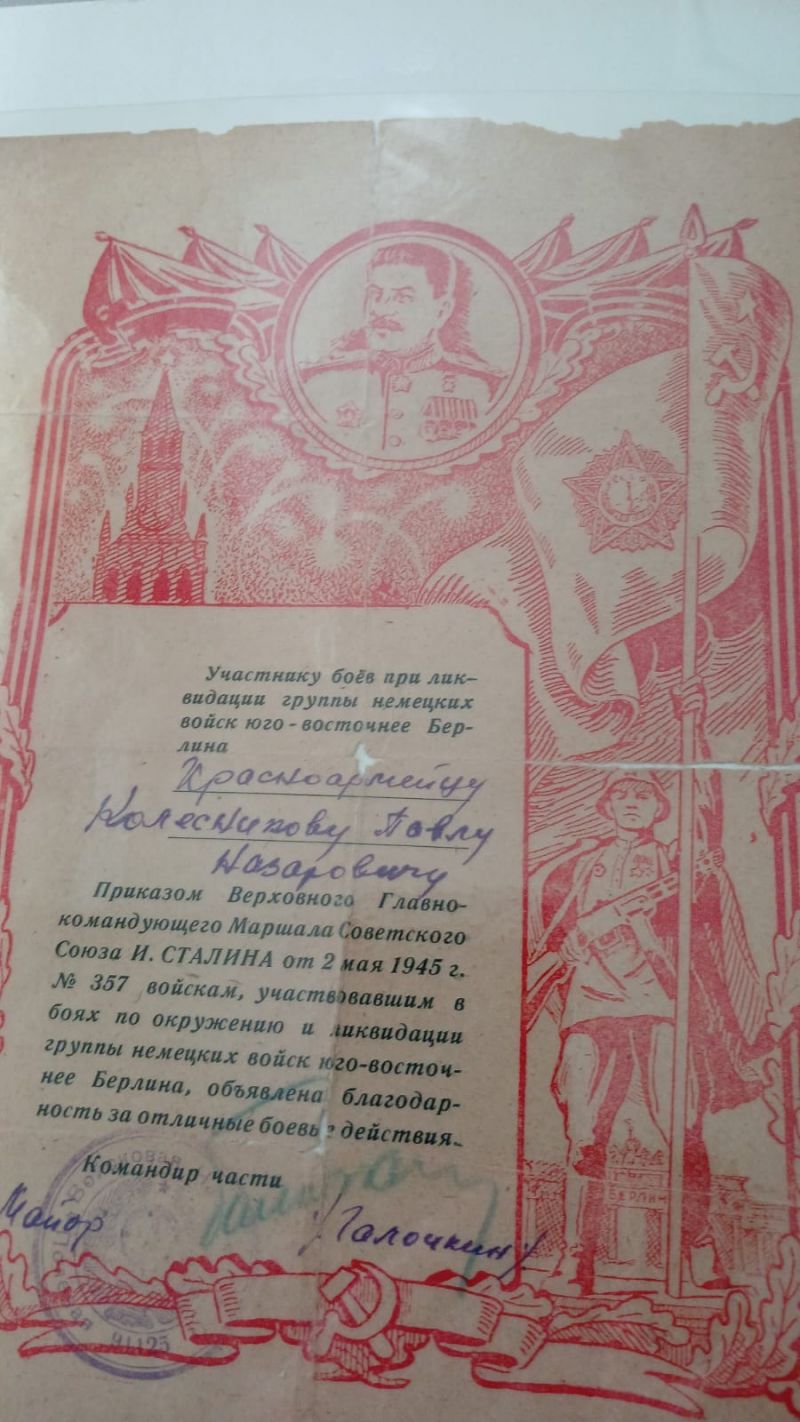 Участнику боёв при лик-
видации группы немецких
войск юго-восточнее Бер-
лина
Красноармейцу
Колесникову Павлу
Назаровичу
Приказом Верховного Главно-
командующего Маршала Советского
Союза И. СТАЛИНА от 2 мая 1945 г.
№ 357 войскам, участвовавшим в
боях по окружению и ликвидации
группы немецких войск юго-восточ-
нее Берлина, объявлена благодар-
ность за отличные боевые действия.
Командир части
Майор /Галочкин/
БЕРЛИН
91125